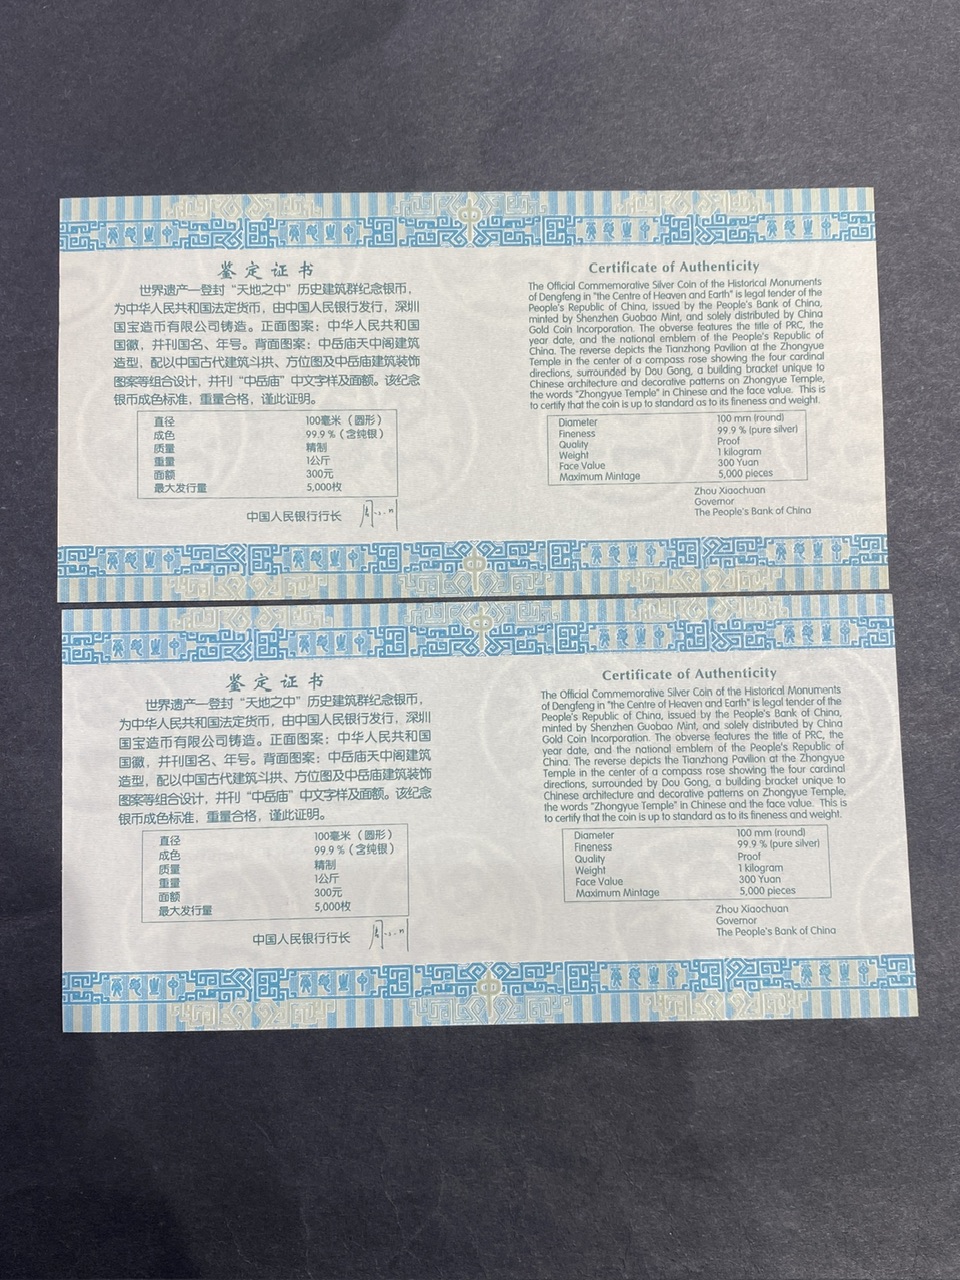 鉴定证书
世界遗产—登封“天地之中”历史建筑群纪念银币，
为中华人民共和国法定货币，由中国人民银行发行，深圳
国宝造币有限公司铸造。正面图案：中华人民共和国
国徽，并刊国名、年号。背面图案：中岳庙天中阁建筑
造型，配以中国古代建筑斗拱、方位图及中岳庙建筑装饰
图案等组合设计，并刊“中岳庙”中文字样及面额。该纪念
银币成色标准，重量合格，谨此证明。
直径 100毫米（圆形）
成色 99.9％（含纯银）
质量 精制
重量 1公斤
面额 300元
最大发行量 5,000枚
中国人民银行行长
Certificate of Authenticity
The Official Commemorative Silver Coin of the Historical Monuments
of Dengfeng in "the Centre of Heaven and Earth" is legal tender of the
People's Republic of China, issued by the People's Bank of China,
minted by Shenzhen Guobao Mint, and solely distributed by China
Gold Coin Incorporation. The obverse features the title of PRC, the
year date, and the national emblem of the People's Republic of
China. The reverse depicts the Tianzhong Pavilion at the Zhongyue
Temple in the center of a compass rose showing the four cardinal
directions, surrounded by Dou Gong, a building bracket unique to
Chinese architecture and decorative patterns on Zhongyue Temple,
the words "Zhongyue Temple" in Chinese and the face value. This is
to certify that the coin is up to standard as to its fineness and weight.
Diameter 100 mm (round)
Fineness 99.9 % (pure silver)
Quality Proof
Weight 1 kilogram
Face Value 300 Yuan
Maximum Mintage 5,000 pieces
Zhou Xiaochuan
Governor
The People's Bank of China
鉴定证书
世界遗产—登封“天地之中”历史建筑群纪念银币，
为中华人民共和国法定货币，由中国人民银行发行，深圳
国宝造币有限公司铸造。正面图案：中华人民共和国
国徽，并刊国名、年号。背面图案：中岳庙天中阁建筑
造型，配以中国古代建筑斗拱、方位图及中岳庙建筑装饰
图案等组合设计，并刊“中岳庙”中文字样及面额。该纪念
银币成色标准，重量合格，谨此证明。
直径 100毫米（圆形）
成色 99.9％（含纯银）
质量 精制
重量 1公斤
面额 300元
最大发行量 5,000枚
中国人民银行行长
Certificate of Authenticity
The Official Commemorative Silver Coin of the Historical Monuments
of Dengfeng in "the Centre of Heaven and Earth" is legal tender of the
People's Republic of China, issued by the People's Bank of China,
minted by Shenzhen Guobao Mint, and solely distributed by China
Gold Coin Incorporation. The obverse features the title of PRC, the
year date, and the national emblem of the People's Republic of
China. The reverse depicts the Tianzhong Pavilion at the Zhongyue
Temple in the center of a compass rose showing the four cardinal
directions, surrounded by Dou Gong, a building bracket unique to
Chinese architecture and decorative patterns on Zhongyue Temple,
the words "Zhongyue Temple" in Chinese and the face value. This is
to certify that the coin is up to standard as to its fineness and weight.
Diameter 100 mm (round)
Fineness 99.9 % (pure silver)
Quality Proof
Weight 1 kilogram
Face Value 300 Yuan
Maximum Mintage 5,000 pieces
Zhou Xiaochuan
Governor
The People's Bank of China